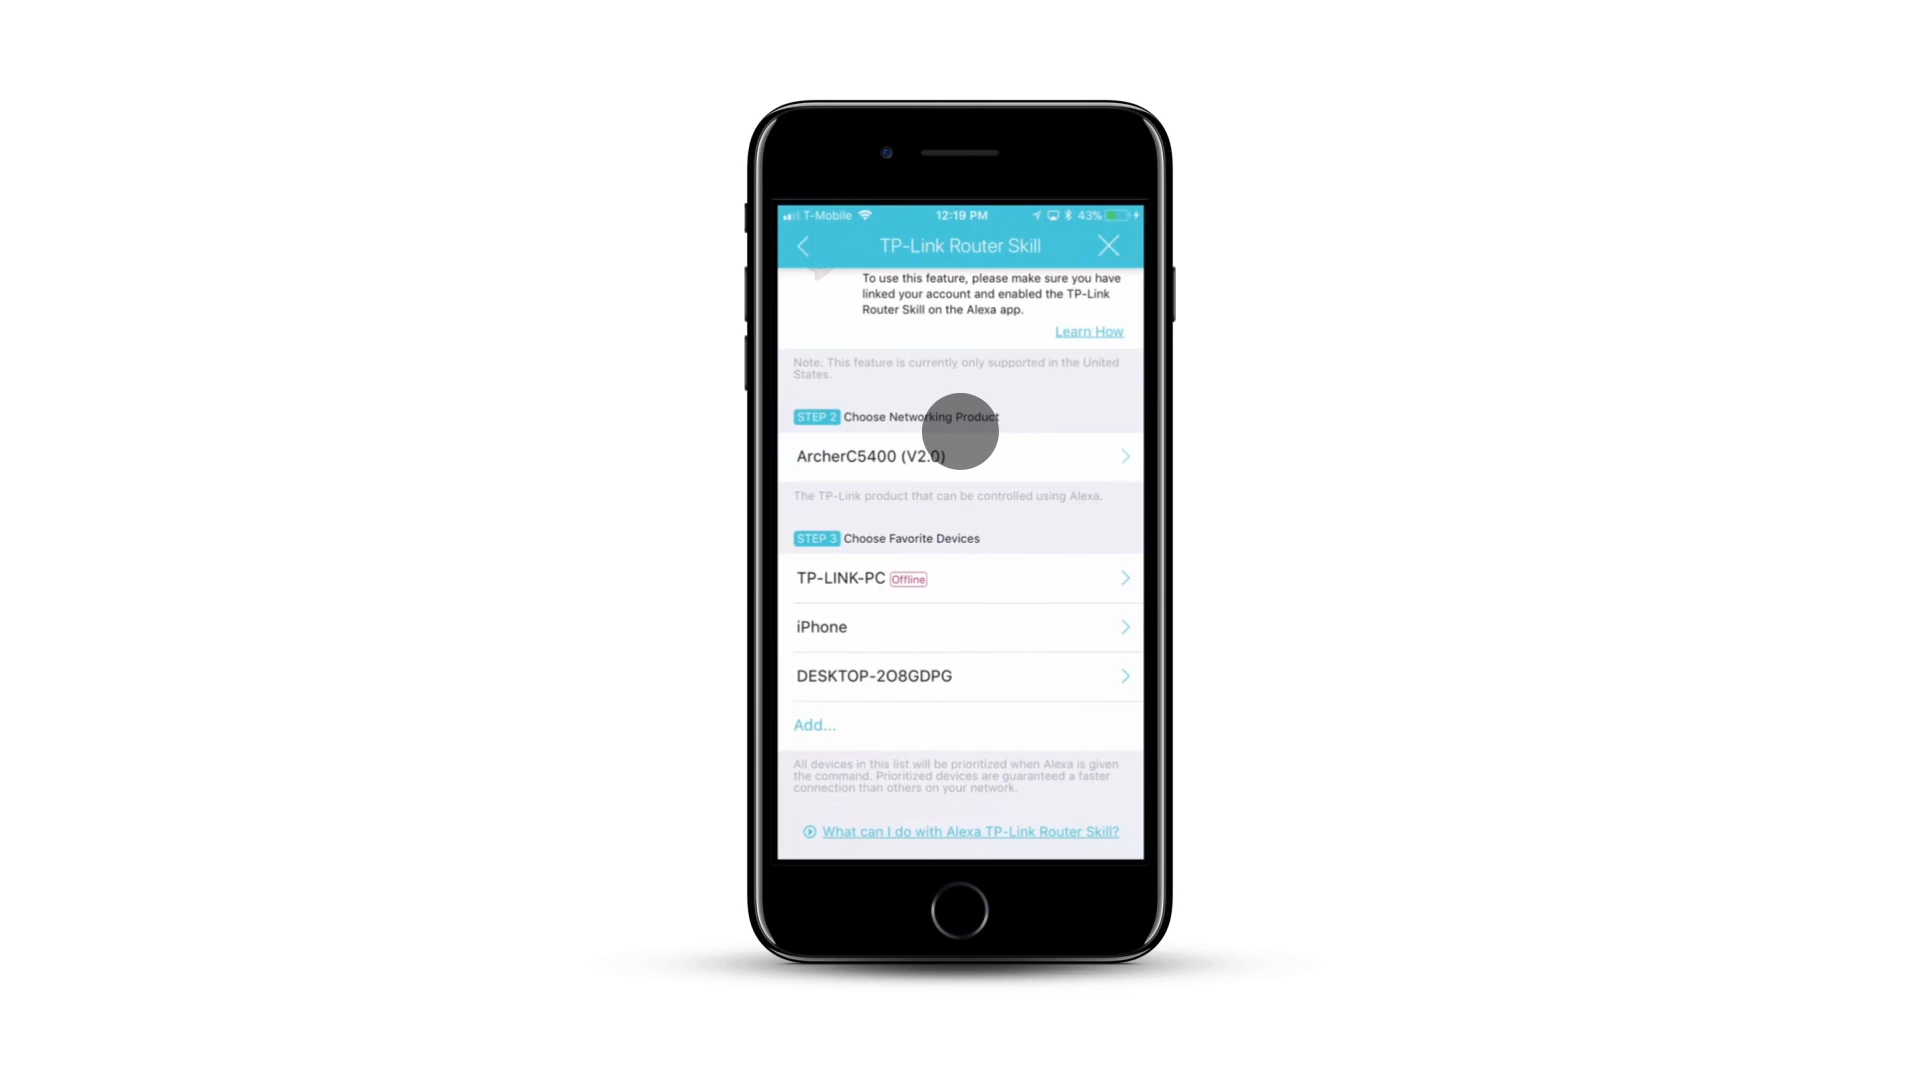 T-Mobile 12:19 PM 43%
TP-Link Router Skill
To use this feature, please make sure you have
linked your account and enabled the TP-Link
Router Skill on the Alexa app.
Learn How
Note: This feature is currently only supported in the United
States.
STEP 2 Choose Networking Product
ArcherC5400 (V2.0)
The TP-Link product that can be controlled using Alexa.
STEP 3 Choose Favorite Devices
TP-LINK-PC Offline
iPhone
DESKTOP-2O8GDPG
Add...
All devices in this list will be prioritized when Alexa is given
the command. Prioritized devices are guaranteed a faster
connection than others on your network.
What can I do with Alexa TP-Link Router Skill?